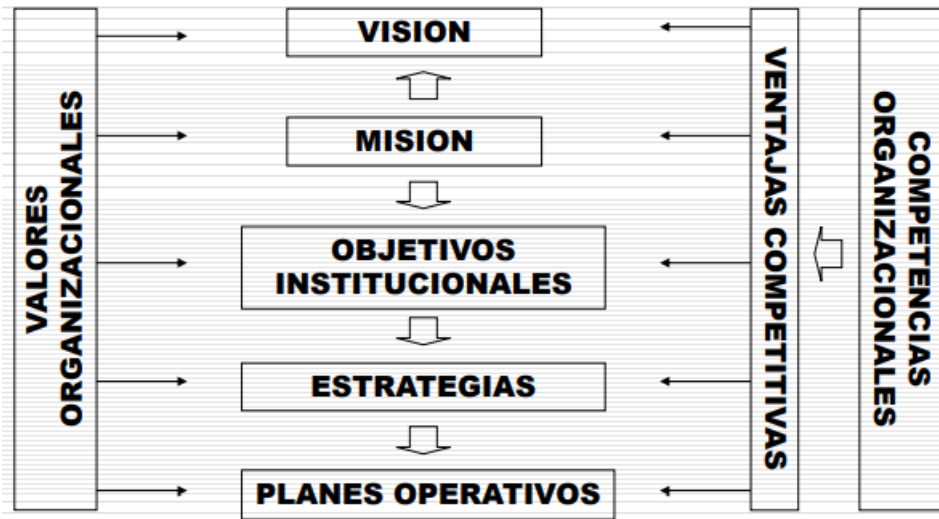 VALORES
ORGANIZACIONALES
VISION
MISION
OBJETIVOS
INSTITUCIONALES
ESTRATEGIAS
PLANES OPERATIVOS
VENTAJAS COMPETITIVAS
COMPETENCIAS
ORGANIZACIONALES